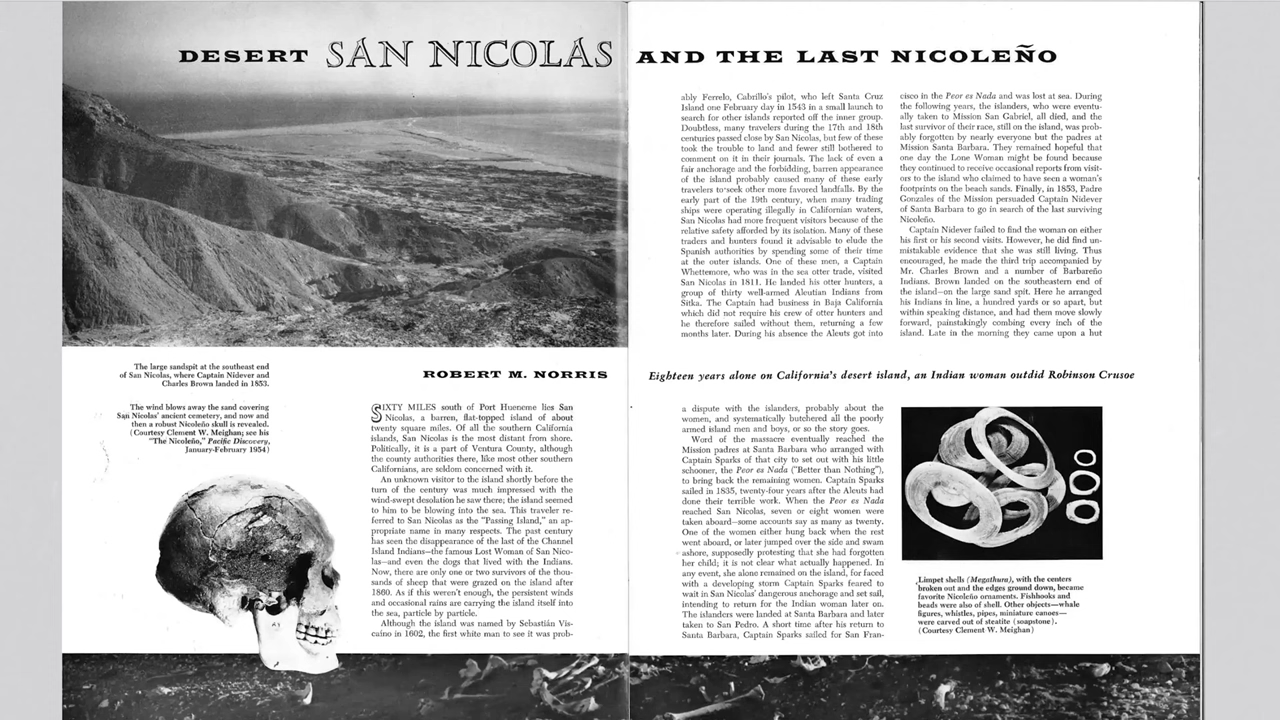 DESERT SAN NICOLAS AND THE LAST NICOLEÑO
The large sandspit at the southeast end
of San Nicolas, where Captain Nidever and
Charles Brown landed in 1853.
The wind blows away the sand covering
San Nicolas' ancient cemetery, and now and
then a robust Nicoleño skull is revealed.
(Courtesy Clement W. Meighan; see his
"The Nicoleño," Pacific Discovery,
January-February 1954)
ROBERT M. NORRIS
SIXTY MILES south of Port Hueneme lies San
Nicolas, a barren, flat-topped island of about
twenty square miles. Of all the southern California
islands, San Nicolas is the most distant from shore.
Politically, it is a part of Ventura County, although
the county authorities there, like most other southern
Californians, are seldom concerned with it.
An unknown visitor to the island shortly before the
turn of the century was much impressed with the
wind-swept desolation he saw there; the island seemed
to him to be blowing into the sea. This traveler re-
ferred to San Nicolas as the "Passing Island," an ap-
propriate name in many respects. The past century
has seen the disappearance of the last of the Channel
Island Indians—the famous Lost Woman of San Nico-
las—and even the dogs that lived with the Indians.
Now, there are only one or two survivors of the thou-
sands of sheep that were grazed on the island after
1860. As if this weren't enough, the persistent winds
and occasional rains are carrying the island itself into
the sea, particle by particle.
Although the island was named by Sebastián Vis-
caíno in 1602, the first white man to see it was prob-
ably Ferrelo, Cabrillo's pilot, who left Santa Cruz
Island one February day in 1543 in a small launch to
search for other islands reported off the inner group.
Doubtless, many travelers during the 17th and 18th
centuries passed close by San Nicolas, but few of these
took the trouble to land and fewer still bothered to
comment on it in their journals. The lack of even a
fair anchorage and the forbidding, barren appearance
of the island probably caused many of these early
travelers to seek other more favored landfalls. By the
early part of the 19th century, when many trading
ships were operating illegally in Californian waters,
San Nicolas had more frequent visitors because of the
relative safety afforded by its isolation. Many of these
traders and hunters found it advisable to elude the
Spanish authorities by spending some of their time
at the outer islands. One of these men, a Captain
Whettemore, who was in the sea otter trade, visited
San Nicolas in 1811. He landed his otter hunters, a
group of thirty well-armed Aleutian Indians from
Sitka. The Captain had business in Baja California
which did not require his crew of otter hunters and
he therefore sailed without them, returning a few
months later. During his absence the Aleuts got into
cisco in the Peor es Nada and was lost at sea. During
the following years, the islanders, who were eventu-
ally taken to Mission San Gabriel, all died, and the
last survivor of their race, still on the island, was prob-
ably forgotten by nearly everyone but the padres at
Mission Santa Barbara. They remained hopeful that
one day the Lone Woman might be found because
they continued to receive occasional reports from visit-
ors to the island who claimed to have seen a woman's
footprints on the beach sands. Finally, in 1853, Padre
Gonzales of the Mission persuaded Captain Nidever
of Santa Barbara to go in search of the last surviving
Nicoleño.
Captain Nidever failed to find the woman on either
his first or his second visits. However, he did find un-
mistakable evidence that she was still living. Thus
encouraged, he made the third trip accompanied by
Mr. Charles Brown and a number of Barbareño
Indians. Brown landed on the southeastern end of
the island—on the large sand spit. Here he arranged
his Indians in line, a hundred yards or so apart, but
within speaking distance, and had them move slowly
forward, painstakingly combing every inch of the
island. Late in the morning they came upon a hut
Eighteen years alone on California's desert island, an Indian woman outdid Robinson Crusoe
a dispute with the islanders, probably about the
women, and systematically butchered all the poorly
armed island men and boys, or so the story goes.
Word of the massacre eventually reached the
Mission padres at Santa Barbara who arranged with
Captain Sparks of that city to set out with his little
schooner, the Peor es Nada ("Better than Nothing"),
to bring back the remaining women. Captain Sparks
sailed in 1835, twenty-four years after the Aleuts had
done their terrible work. When the Peor es Nada
reached San Nicolas, seven or eight women were
taken aboard—some accounts say as many as twenty.
One of the women either hung back when the rest
went aboard, or later jumped over the side and swam
ashore, supposedly protesting that she had forgotten
her child; it is not clear what actually happened. In
any event, she alone remained on the island, for faced
with a developing storm Captain Sparks feared to
wait in San Nicolas' dangerous anchorage and set sail,
intending to return for the Indian woman later on.
The islanders were landed at Santa Barbara and later
taken to San Pedro. A short time after his return to
Santa Barbara, Captain Sparks sailed for San Fran-
Limpet shells (Megathura), with the centers
broken out and the edges ground down, became
favorite Nicoleño ornaments. Fishhooks and
beads were also of shell. Other objects—whale
figures, whistles, pipes, miniature canoes—
were carved out of steatite (soapstone).
(Courtesy Clement W. Meighan)